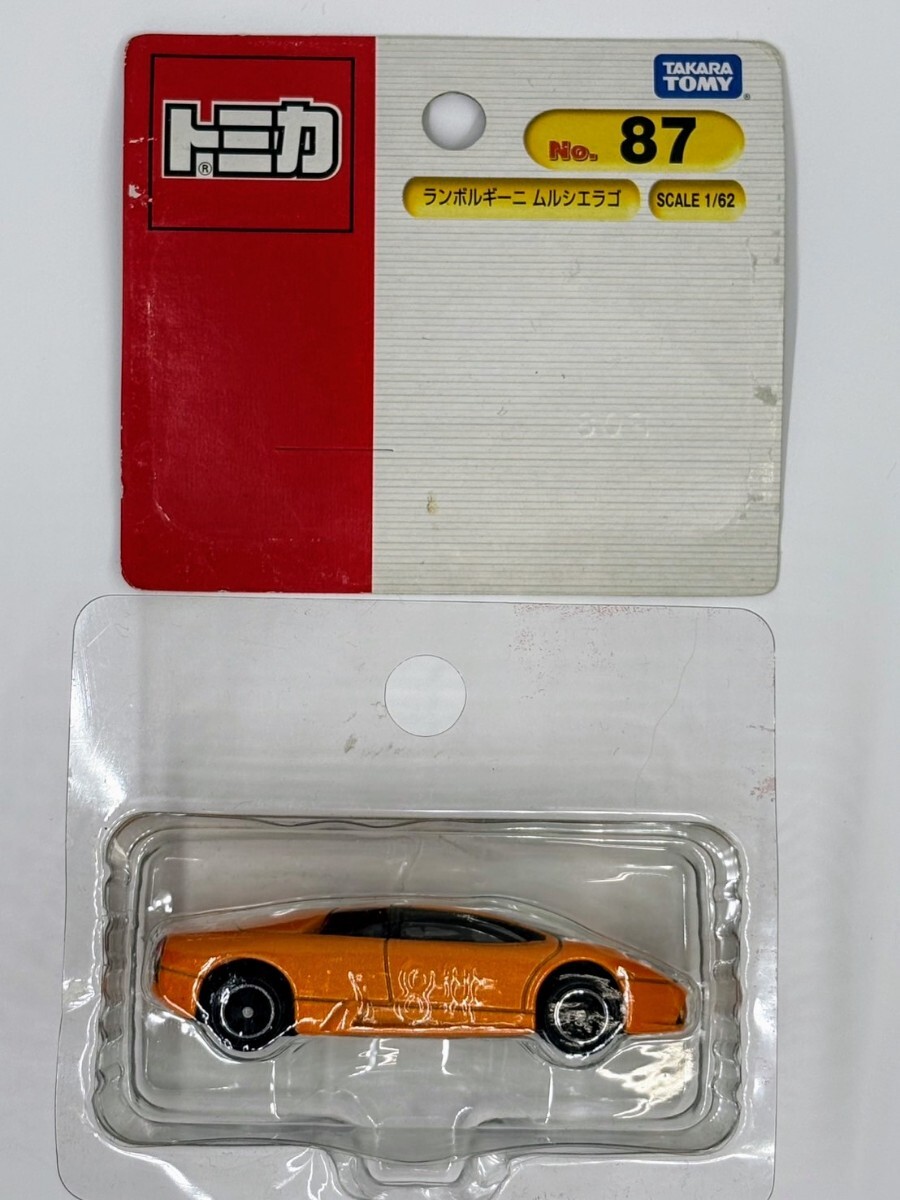 トミカ®
TAKARA
TOMY®
No. 87
ランボルギーニ ムルシエラゴ
SCALE 1/62